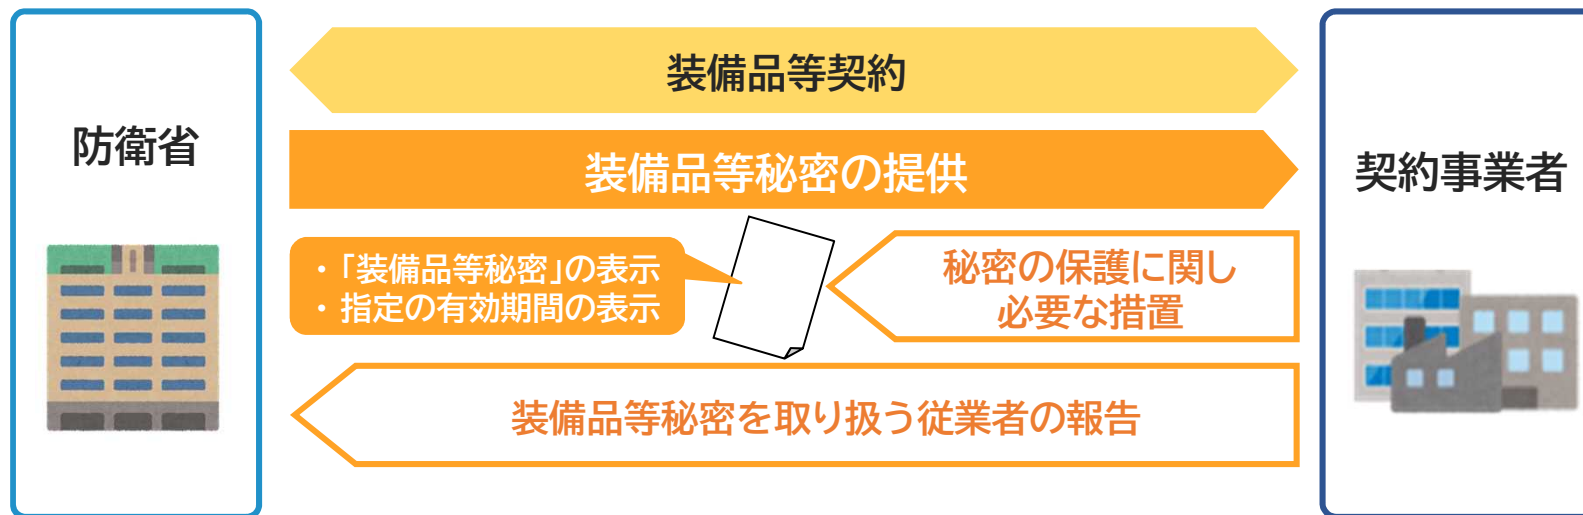 防衛省
装備品等契約
装備品等秘密の提供
・「装備品等秘密」の表示
・指定の有効期間の表示
秘密の保護に関し
必要な措置
装備品等秘密を取り扱う従業者の報告
契約事業者